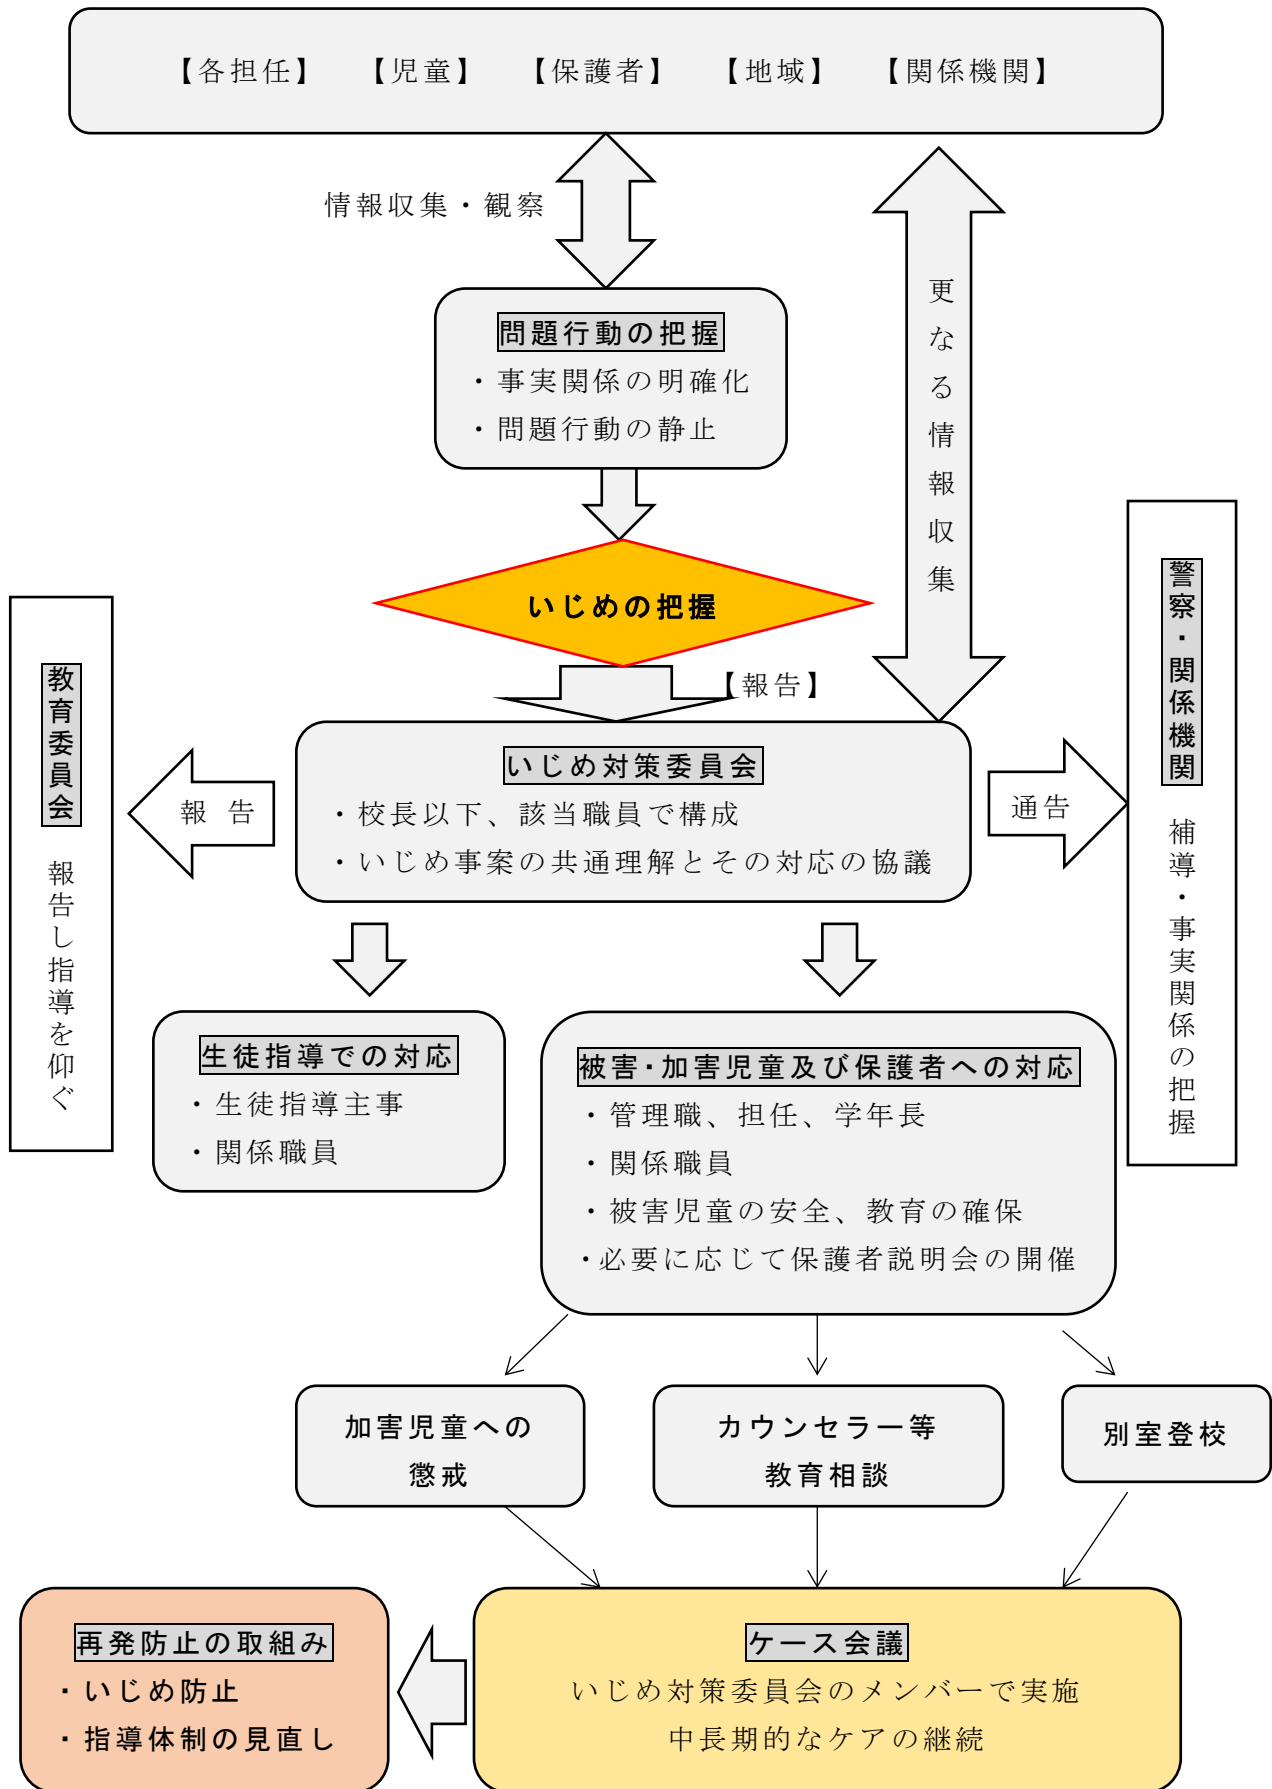 【各担任】 【児童】 【保護者】 【地域】 【関係機関】
情報収集・観察
更なる情報収集
問題行動の把握
・事実関係の明確化
・問題行動の静止
いじめの把握
【報告】
いじめ対策委員会
・校長以下、該当職員で構成
・いじめ事案の共通理解とその対応の協議
報 告
通告
教育委員会 報告し指導を仰ぐ
警察・関係機関 補導・事実関係の把握
生徒指導での対応
・生徒指導主事
・関係職員
被害・加害児童及び保護者への対応
・管理職、担任、学年長
・関係職員
・被害児童の安全、教育の確保
・必要に応じて保護者説明会の開催
加害児童への
懲戒
カウンセラー等
教育相談
別室登校
ケース会議
いじめ対策委員会のメンバーで実施
中長期的なケアの継続
再発防止の取組み
・いじめ防止
・指導体制の見直し